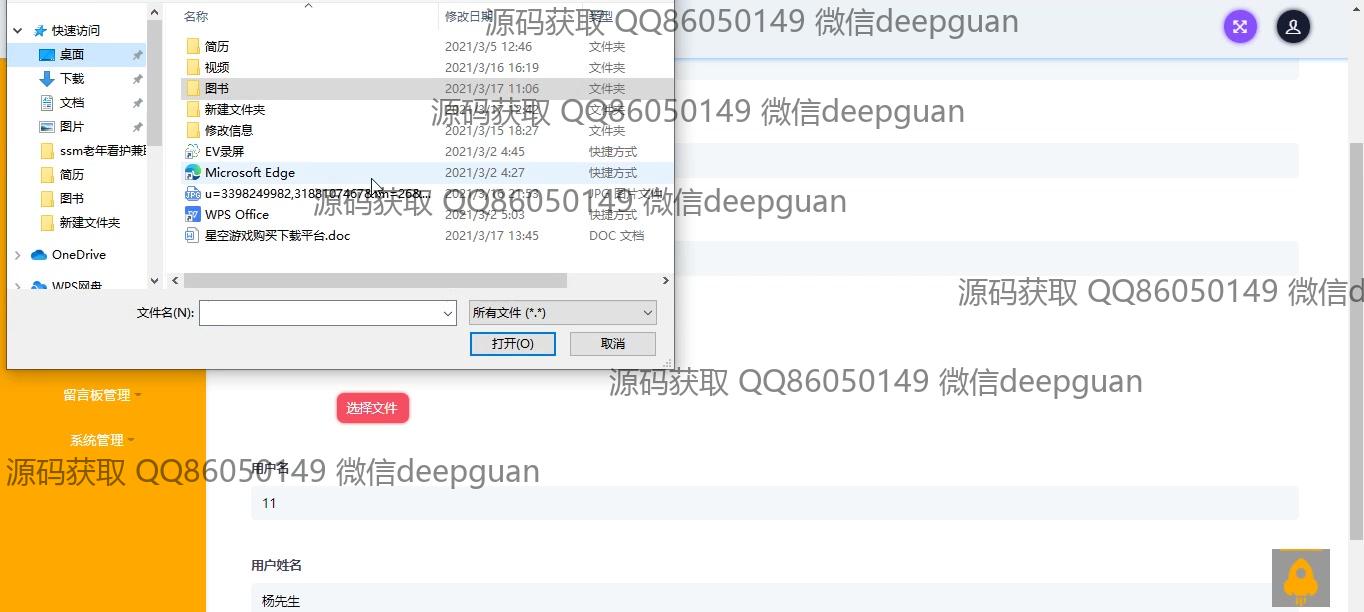 名称 修改日期 类型
快速访问
桌面
下载
文档
图片
ssm老年看护兼职
简历
图书
新建文件夹
OneDrive
WPS网盘
简历 2021/3/5 12:46 文件夹
视频 2021/3/16 16:19 文件夹
图书 2021/3/17 11:06 文件夹
新建文件夹 2021/3/17 12:42 文件夹
修改信息 2021/3/15 18:27 文件夹
EV录屏 2021/3/2 4:45 快捷方式
Microsoft Edge 2021/3/2 4:27 快捷方式
u=3398249982,3188107467&fm=26&... 2021/3/16 21:53 JPG 图片文件
WPS Office 2021/3/2 5:03 快捷方式
星空游戏购买下载平台.doc 2021/3/17 13:45 DOC 文档
文件名(N): 所有文件 (*.*)
打开(O) 取消
留言板管理
系统管理
选择文件
用户名
11
用户姓名
杨先生
源码获取 QQ86050149 微信deepguan
源码获取 QQ86050149 微信deepguan
源码获取 QQ86050149 微信deepguan
源码获取 QQ86050149 微信d
源码获取 QQ86050149 微信deepguan
源码获取 QQ86050149 微信deepguan